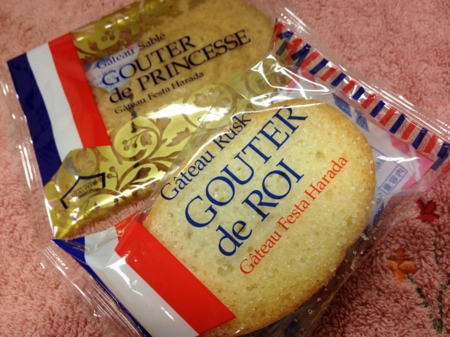 Gâteau Sablé
GOUTER
de PRINCESSE
Gâteau Festa Harada
Gâteau Rusk
GOUTER
de ROI
Gâteau Festa Harada